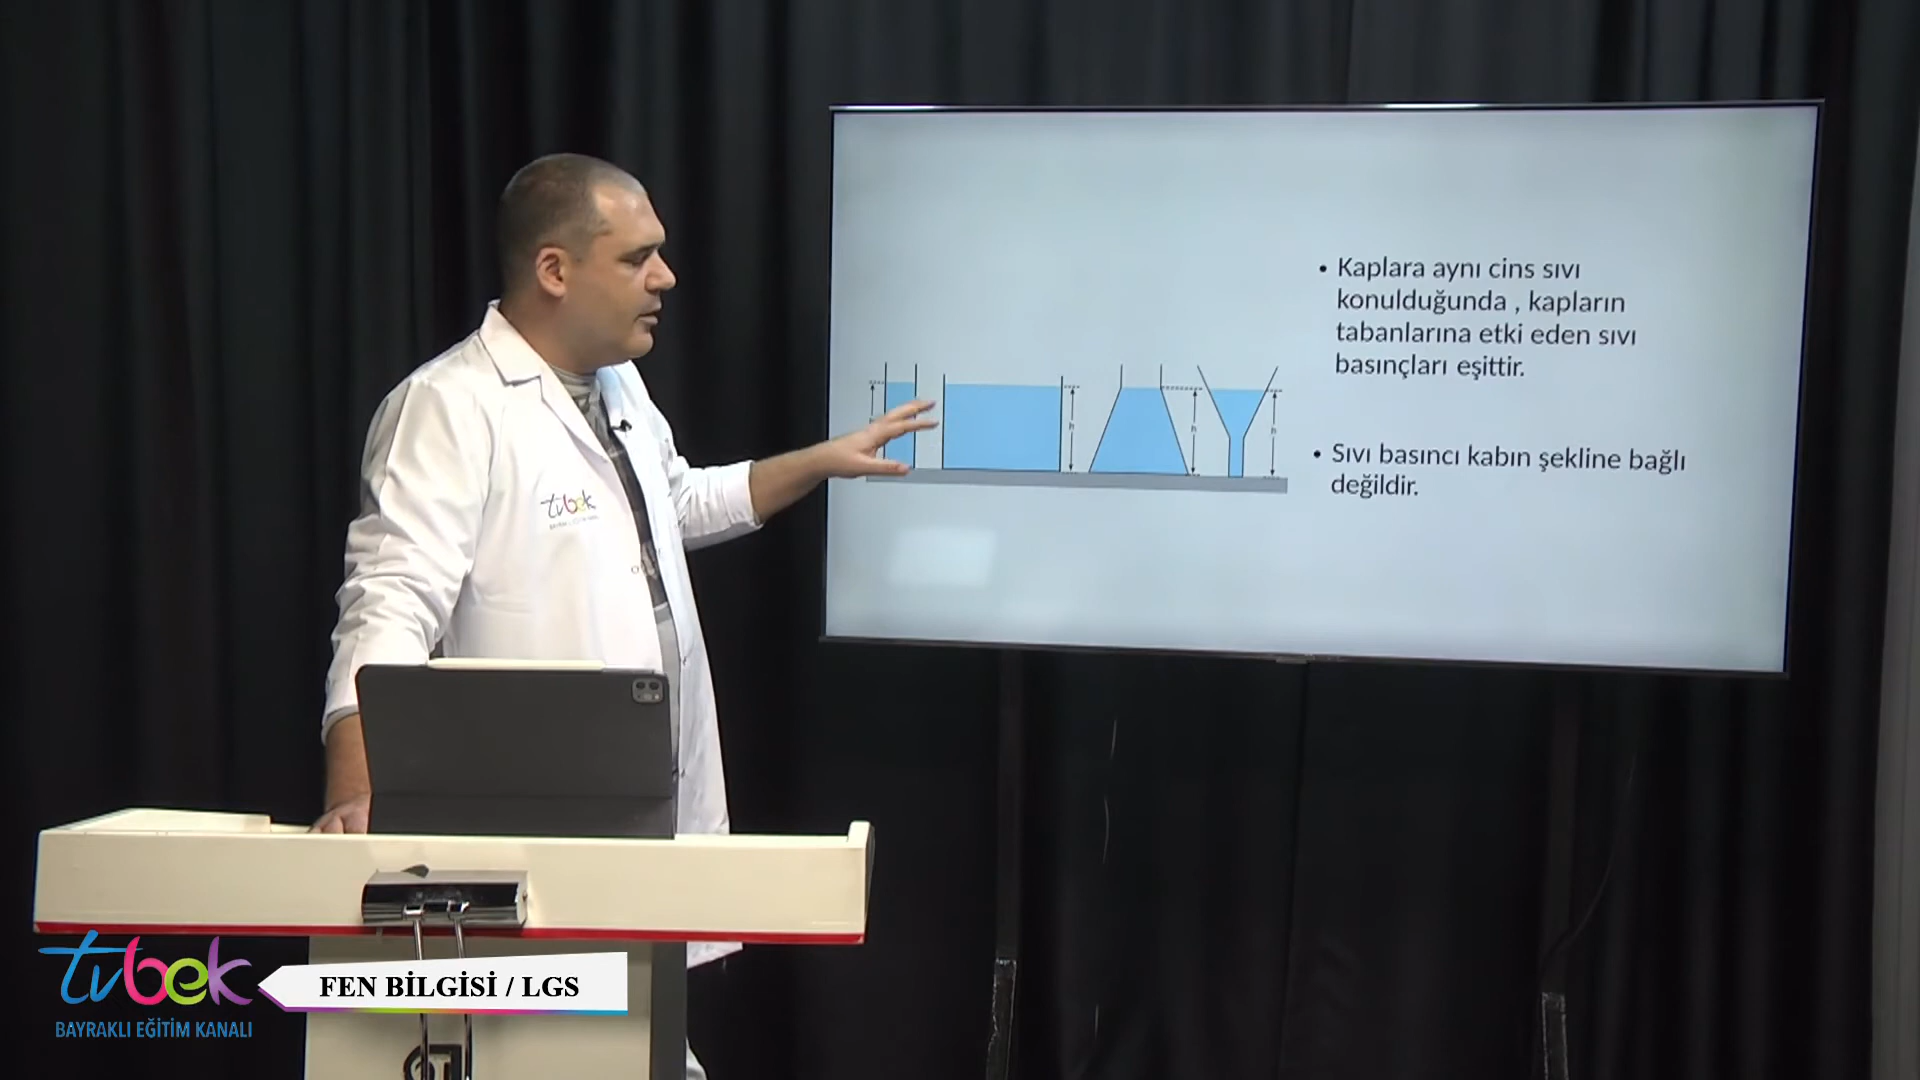 • Kaplara aynı cins sıvı
konulduğunda , kapların
tabanlarına etki eden sıvı
basınçları eşittir.
• Sıvı basıncı kabın şekline bağlı
değildir.
h
h
h
tvbek
tvbek
BAYRAKLI EĞİTİM KANALI
FEN BİLGİSİ / LGS